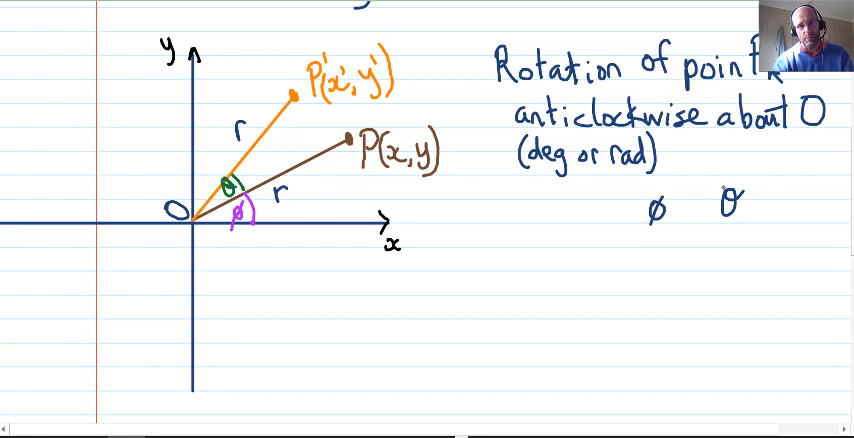 y
P'(x', y')
r
P(x, y)
θ
r
O
ø
x
Rotation of point
anticlockwise about O
(deg or rad)
ø θ